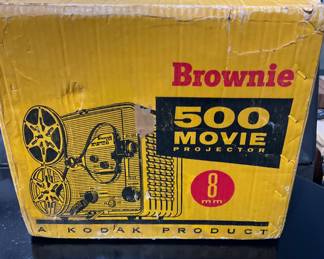 Brownie
500
MOVIE
PROJECTOR
8
mm
A KODAK PRODUCT